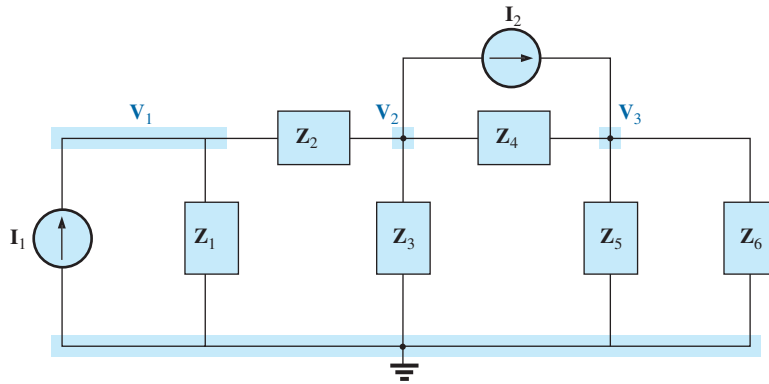 I₂
V₁
V₂
V₃
Z₂
Z₄
I₁
Z₁
Z₃
Z₅
Z₆